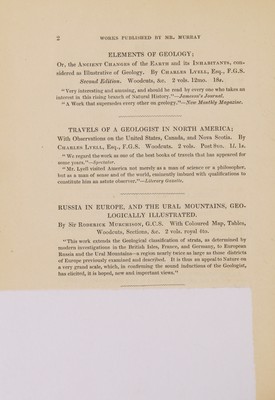 2 WORKS PUBLISHED BY MR. MURRAY
ELEMENTS OF GEOLOGY;
Or, the ANCIENT CHANGES of the EARTH and its INHABITANTS, con-
sidered as Illustrative of Geology. By CHARLES LYELL, Esq., F.G.S.
Second Edition. Woodcuts, &c. 2 vols. 12mo. 18s.
"Very interesting and amusing, and should be read by every one who takes an
interest in this rising branch of Natural History."—Jameson's Journal.
"A Work that supersedes every other on geology."—New Monthly Magazine.
TRAVELS OF A GEOLOGIST IN NORTH AMERICA;
With Observations on the United States, Canada, and Nova Scotia. By
CHARLES LYELL, Esq., F.G.S. Woodcuts. 2 vols. Post 8vo. 1l. 1s.
"We regard the work as one of the best books of travels that has appeared for
some years."—Spectator.
"Mr. Lyell visited America not merely as a man of science or a philosopher,
but as a man of sense and of the world, eminently imbued with qualifications to
constitute him an astute observer."—Literary Gazette.
RUSSIA IN EUROPE, AND THE URAL MOUNTAINS, GEO-
LOGICALLY ILLUSTRATED.
By Sir RODERICK MURCHISON, G.C.S. With Coloured Map, Tables,
Woodcuts, Sections, &c. 2 vols. royal 4to.
"This work extends the Geological classification of strata, as determined by
modern investigations in the British Isles, France, and Germany, to European
Russia and the Ural Mountains—a region nearly twice as large as those districts
of Europe previously examined and described. It is thus an appeal to Nature on
a very grand scale, which, in confirming the sound inductions of the Geologist,
has elicited, it is hoped, new and important views."